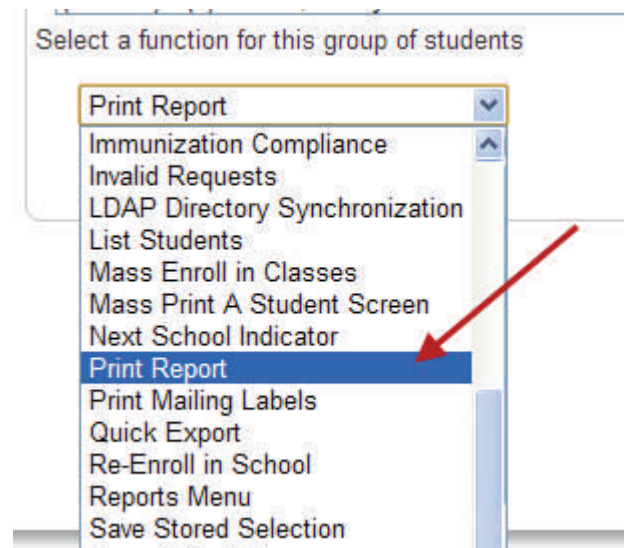 Select a function for this group of students
Print Report
Immunization Compliance
Invalid Requests
LDAP Directory Synchronization
List Students
Mass Enroll in Classes
Mass Print A Student Screen
Next School Indicator
Print Report
Print Mailing Labels
Quick Export
Re-Enroll in School
Reports Menu
Save Stored Selection